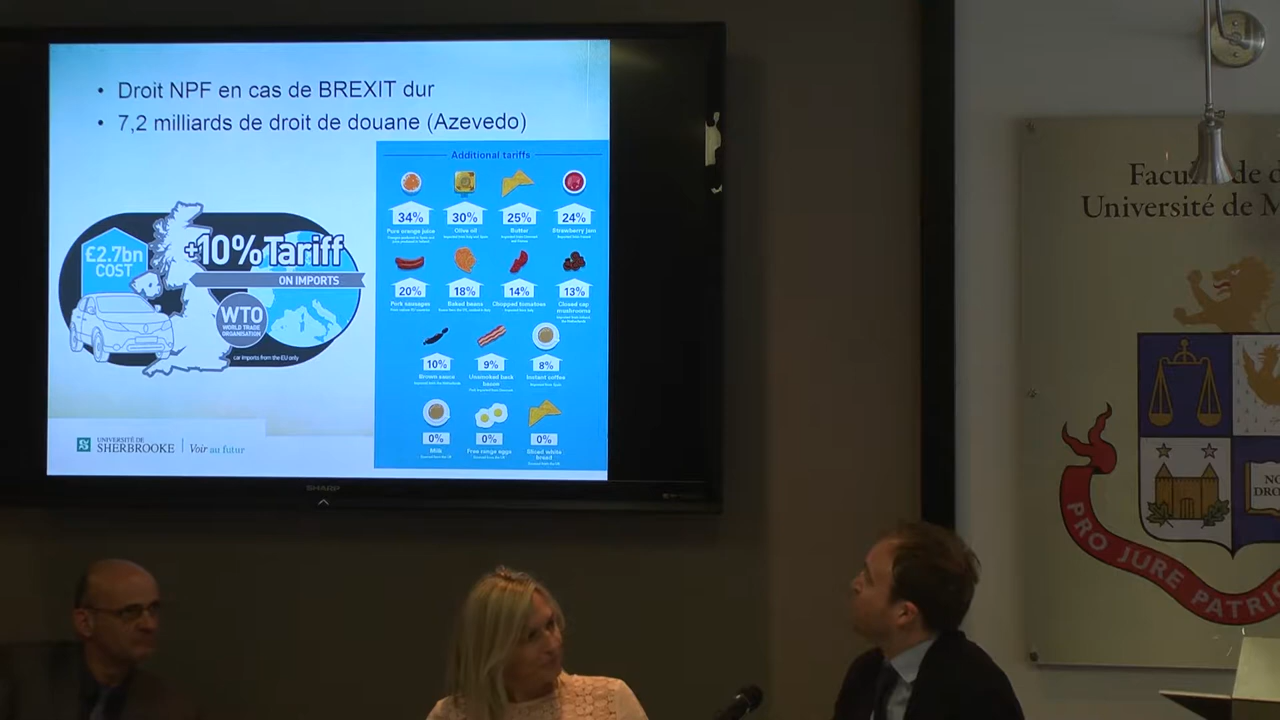 • Droit NPF en cas de BREXIT dur
• 7,2 milliards de droit de douane (Azevedo)
£2.7bn
COST
+10% Tariff
ON IMPORTS
WTO
WORLD TRADE
ORGANISATION
car imports from the EU only
Additional tariffs
34% 30% 25% 24%
Pure orange juice Olive oil Butter Strawberry jam
20% 18% 14% 13%
Pork sausages Baked beans Chopped tomatoes Closed cap
mushrooms
10% 9% 8%
Brown sauce Unsmoked back Instant coffee
bacon
0% 0% 0%
Milk Free range eggs Sliced white
bread
UNIVERSITÉ DE
SHERBROOKE
Voir au futur
SHARP
Facu de d
Université de M
NO
DRO
PRO JURE PATRI